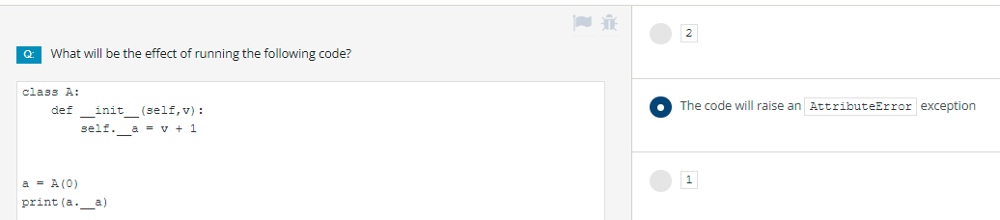 Q: What will be the effect of running the following code?
class A:
    def __init__(self,v):
        self.__a = v + 1
a = A(0)
print(a.__a)
2
The code will raise an AttributeError exception
1